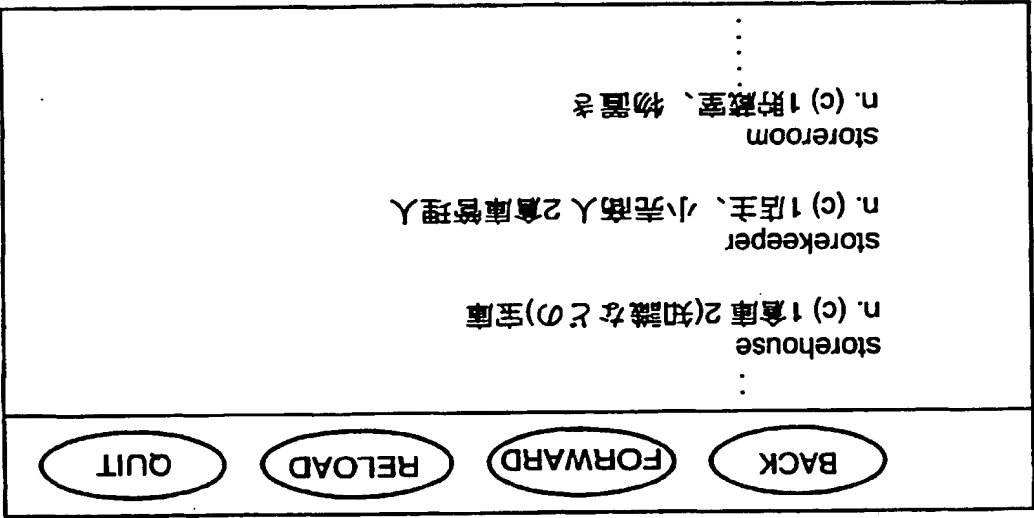 BACK FORWARD RELOAD QUIT
:
storehouse
n. (c) 1倉庫 2(知識などの)宝庫
storekeeper
n. (c) 1店主、小売商人 2倉庫管理人
storeroom
n. (c) 1貯蔵室、物置き